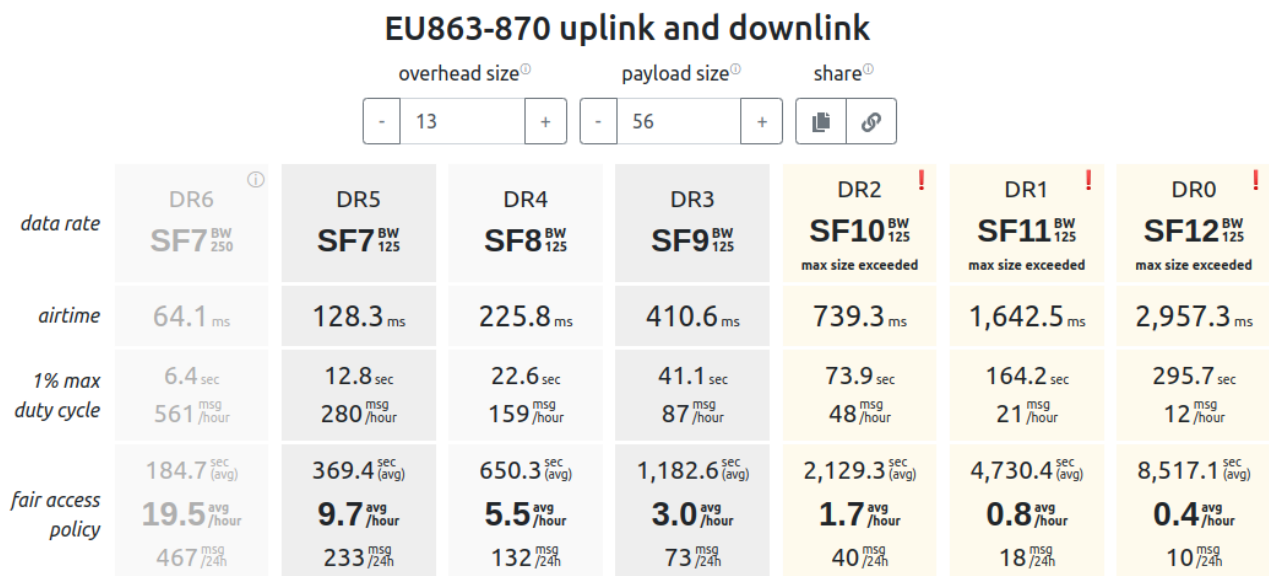 EU863-870 uplink and downlink
overhead size ⓘ payload size ⓘ share ⓘ
- 13 + - 56 +
data rate
DR6 ⓘ SF7 BW 250
DR5 SF7 BW 125
DR4 SF8 BW 125
DR3 SF9 BW 125
DR2 ❗ SF10 BW 125 max size exceeded
DR1 ❗ SF11 BW 125 max size exceeded
DR0 ❗ SF12 BW 125 max size exceeded
airtime 64.1 ms 128.3 ms 225.8 ms 410.6 ms 739.3 ms 1,642.5 ms 2,957.3 ms
1% max duty cycle
6.4 sec 12.8 sec 22.6 sec 41.1 sec 73.9 sec 164.2 sec 295.7 sec
561 msg/hour 280 msg/hour 159 msg/hour 87 msg/hour 48 msg/hour 21 msg/hour 12 msg/hour
fair access policy
184.7 sec (avg) 369.4 sec (avg) 650.3 sec (avg) 1,182.6 sec (avg) 2,129.3 sec (avg) 4,730.4 sec (avg) 8,517.1 sec (avg)
19.5 avg/hour 9.7 avg/hour 5.5 avg/hour 3.0 avg/hour 1.7 avg/hour 0.8 avg/hour 0.4 avg/hour
467 msg/24h 233 msg/24h 132 msg/24h 73 msg/24h 40 msg/24h 18 msg/24h 10 msg/24h